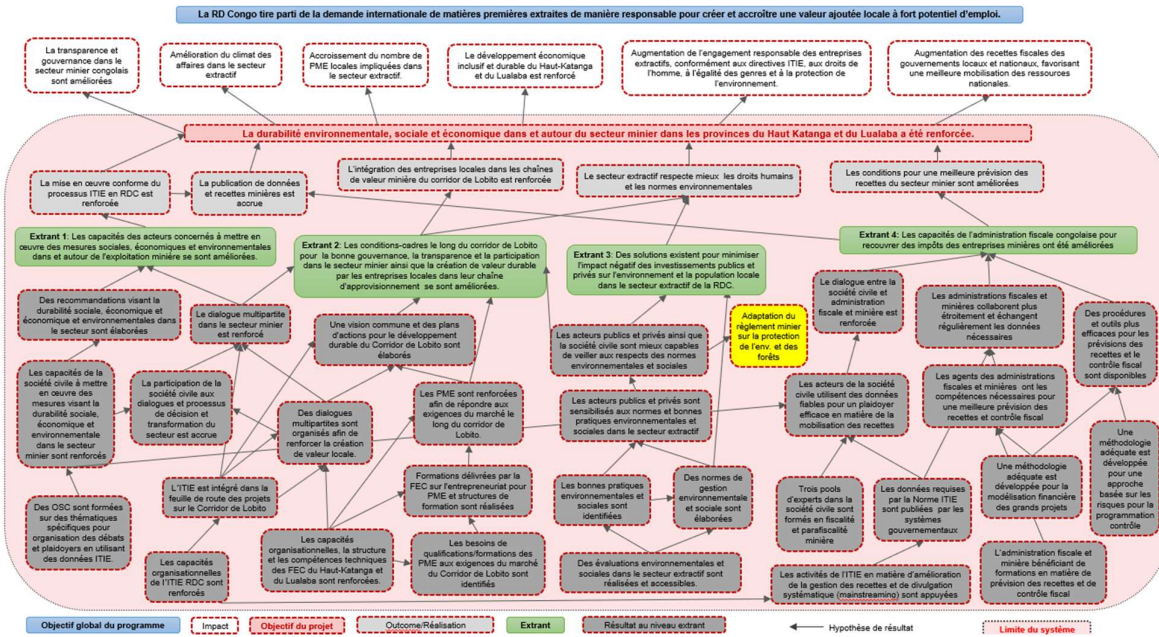 La RD Congo tire parti de la demande internationale de matières premières extraites de manière responsable pour créer et accroître une valeur ajoutée locale à fort potentiel d'emploi.
La transparence et
gouvernance dans
le secteur minier
congolais sont
améliorées
Amélioration du climat des
affaires dans le secteur
extractif
Accroissement du nombre de
PME locales impliquées
dans le secteur extractif.
Le développement économique
inclusif et durable du
Haut-Katanga
et du Lualaba est renforcé
Augmentation de l'engagement responsable des entreprises
extractifs, conformément aux directives ITIE, aux droits de
l'homme, à l'égalité des genres et à la protection de
l'environnement.
Augmentation des recettes fiscales des
gouvernements locaux et nationaux, favorisant
une meilleure mobilisation des ressources
nationales.
La durabilité environnementale, sociale et économique dans et autour du secteur minier dans les provinces du Haut Katanga et du Lualaba a été renforcée.
La mise en œuvre conforme du
processus ITIE en RDC est
renforcée
La publication de données
et recettes minières est
accrue
L'intégration des entreprises locales dans les chaînes
de valeur minière du corridor de Lobito est renforcée
Le secteur extractif respecte mieux les droits humains
et les normes environnementales
Les conditions pour une meilleure prévision des
recettes du secteur minier sont améliorées
Extrant 1: Les capacités des acteurs concernés à mettre en
œuvre des mesures sociales, économiques et environnementales
dans et autour de l'exploitation minière se sont améliorées.
Extrant 2: Les conditions-cadres le long du corridor de Lobito
pour la bonne gouvernance, la transparence et la participation
dans le secteur minier ainsi que la création de valeur durable
par les entreprises locales dans leur chaîne
d'approvisionnement se sont améliorées.
Extrant 3: Des solutions existent pour minimiser
l'impact négatif des investissements publics et
privés sur l'environnement et la population locale
dans le secteur extractif de la RDC.
Extrant 4: Les capacités de l'administration fiscale congolaise pour
recouvrer des impôts des entreprises minières ont été améliorées
Des recommandations visant la
durabilité sociale, économique et
économique et environnementales dans
le secteur sont élaborées
Le dialogue multipartite
dans le secteur minier est
renforcé
Une vision commune et des plans
d'actions pour le développement
durable du Corridor de Lobito sont
élaborés
Les acteurs publics et privés ainsi que
la société civile sont mieux capables
de veiller aux respects des normes
environnementales et sociales
Adaptation du
règlement minier
sur la protection
de l'env. et des
forêts
Le dialogue entre la
société civile et
administration
fiscale et minière est
renforcée
Les administrations fiscales et
minières collaborent plus
étroitement et échangent
régulièrement les données
nécessaires
Des procédures
et outils plus
efficaces pour les
prévisions des
recettes et le
contrôle fiscal
sont disponibles
Les capacités de la
société civile à mettre
en œuvre des
mesures visant la
durabilité sociale,
économique et
environnementale
dans le secteur
minier sont renforcés
La participation de la
société civile aux
dialogues et processus
de décision et
transformation du
secteur est accrue
Des dialogues
multipartites sont
organisés afin de
renforcer la création
de valeur locale.
Les PME sont renforcées
afin de répondre aux
exigences du marché le
long du corridor de
Lobito.
Les acteurs publics et privés sont
sensibilisés aux normes et bonnes
pratiques environnementales et
sociales dans le secteur extractif
Les acteurs de la société
civile utilisent des données
fiables pour un plaidoyer
efficace en matière de la
mobilisation des recettes
Les agents des administrations
fiscales et minières ont les
compétences nécessaires pour
une meilleure prévision des
recettes et contrôle fiscal
Une
méthodologie
adéquate est
développée pour
une approche
basée sur les
risques pour la
programmation
contrôle
Des OSC sont formées
sur des thématiques
spécifiques pour
organisation des débats
et plaidoyers en utilisant
des données ITIE.
L'ITIE est intégré dans la
feuille de route des projets
sur le Corridor de Lobito
Formations délivrées par la
FEC sur l'entrepreneuriat pour
PME et structures de
formation sont réalisées
Les bonnes pratiques
environnementales et
sociales sont
identifiées
Des normes de
gestion
environnementale
et sociale sont
élaborées
Trois pools
d'experts dans la
société civile sont
formés en fiscalité
et parafiscalité
minière
Les données requises
par la Norme ITIE
sont publiées par les
systèmes
gouvernementaux
Une méthodologie
adéquate est
développée pour la
modélisation financière
des grands projets
Les capacités
organisationnelles
de l'ITIE RDC sont
renforcés
Les capacités
organisationnelles, la structure
et les compétences techniques
des FEC du Haut-Katanga et
du Lualaba sont renforcées.
Les besoins de
qualifications/formations des
PME aux exigences du marché
du Corridor de Lobito sont
identifiés
Des évaluations environnementales et
sociales dans le secteur extractif sont
réalisées et accessibles.
Les activités de l'ITIE en matière d'amélioration
de la gestion des recettes et de divulgation
systématique (mainstreaming) sont appuyées
L'administration fiscale et
minière bénéficient de
formations en matière de
prévision des recettes et de
contrôle fiscal
Objectif global du programme
Impact
Objectif du projet
Outcome/Réalisation
Extrant
Résultat au niveau extrant
Hypothèse de résultat
Limite du système